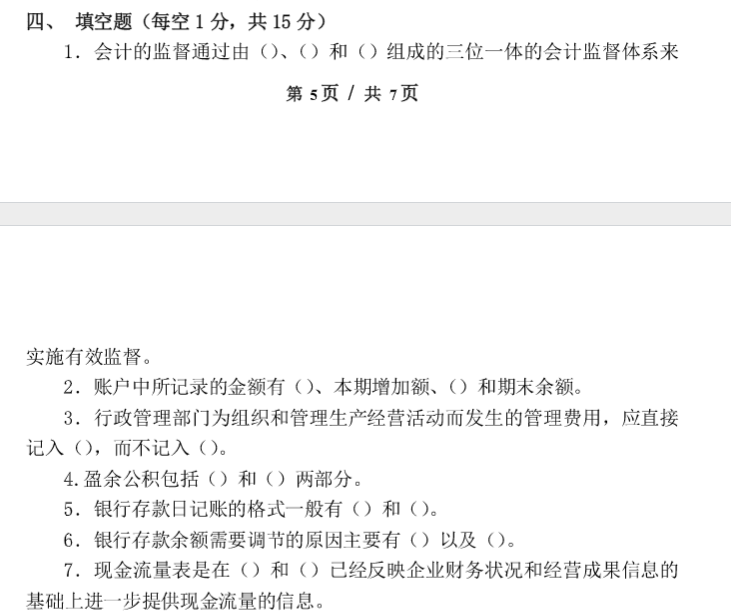 四、 填空题（每空 1 分，共 15 分）
1．会计的监督通过由（）、（）和（）组成的三位一体的会计监督体系来
第 5 页 / 共 7 页
实施有效监督。
2．账户中所记录的金额有（）、本期增加额、（）和期末余额。
3．行政管理部门为组织和管理生产经营活动而发生的管理费用，应直接
记入（），而不记入（）。
4.盈余公积包括（）和（）两部分。
5．银行存款日记账的格式一般有（）和（）。
6．银行存款余额需要调节的原因主要有（）以及（）。
7．现金流量表是在（）和（）已经反映企业财务状况和经营成果信息的
基础上进一步提供现金流量的信息。